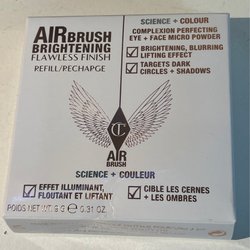 AIRBRUSH
BRIGHTENING
FLAWLESS FINISH
REFILL/RECHARGE
SCIENCE + COLOUR
COMPLEXION PERFECTING
EYE + FACE MICRO POWDER
BRIGHTENING, BLURRING
LIFTING EFFECT
TARGETS DARK
CIRCLES + SHADOWS
CT
AIR
BRUSH
SCIENCE + COULEUR
EFFET ILLUMINANT,
FLOUTANT ET LIFTANT
CIBLE LES CERNES
+ LES OMBRES
POIDS NET WT. 9 G ℮ 0.31 OZ.